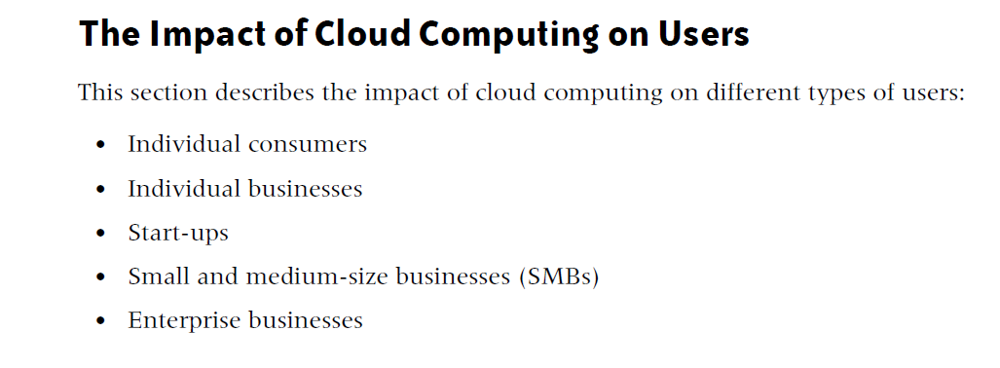 The Impact of Cloud Computing on Users
This section describes the impact of cloud computing on different types of users:
• Individual consumers
• Individual businesses
• Start-ups
• Small and medium-size businesses (SMBs)
• Enterprise businesses